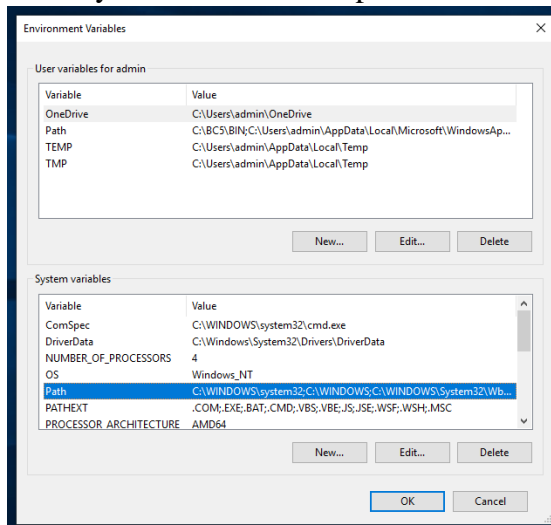 Environment Variables
User variables for admin
Variable Value
OneDrive C:\Users\admin\OneDrive
Path C:\BC5\BIN;C:\Users\admin\AppData\Local\Microsoft\WindowsAp...
TEMP C:\Users\admin\AppData\Local\Temp
TMP C:\Users\admin\AppData\Local\Temp
New... Edit... Delete
System variables
Variable Value
ComSpec C:\WINDOWS\system32\cmd.exe
DriverData C:\Windows\System32\Drivers\DriverData
NUMBER_OF_PROCESSORS 4
OS Windows_NT
Path C:\WINDOWS\system32;C:\WINDOWS;C:\WINDOWS\System32\Wb...
PATHEXT .COM;.EXE;.BAT;.CMD;.VBS;.VBE;.JS;.JSE;.WSF;.WSH;.MSC
PROCESSOR_ARCHITECTURE AMD64
New... Edit... Delete
OK Cancel